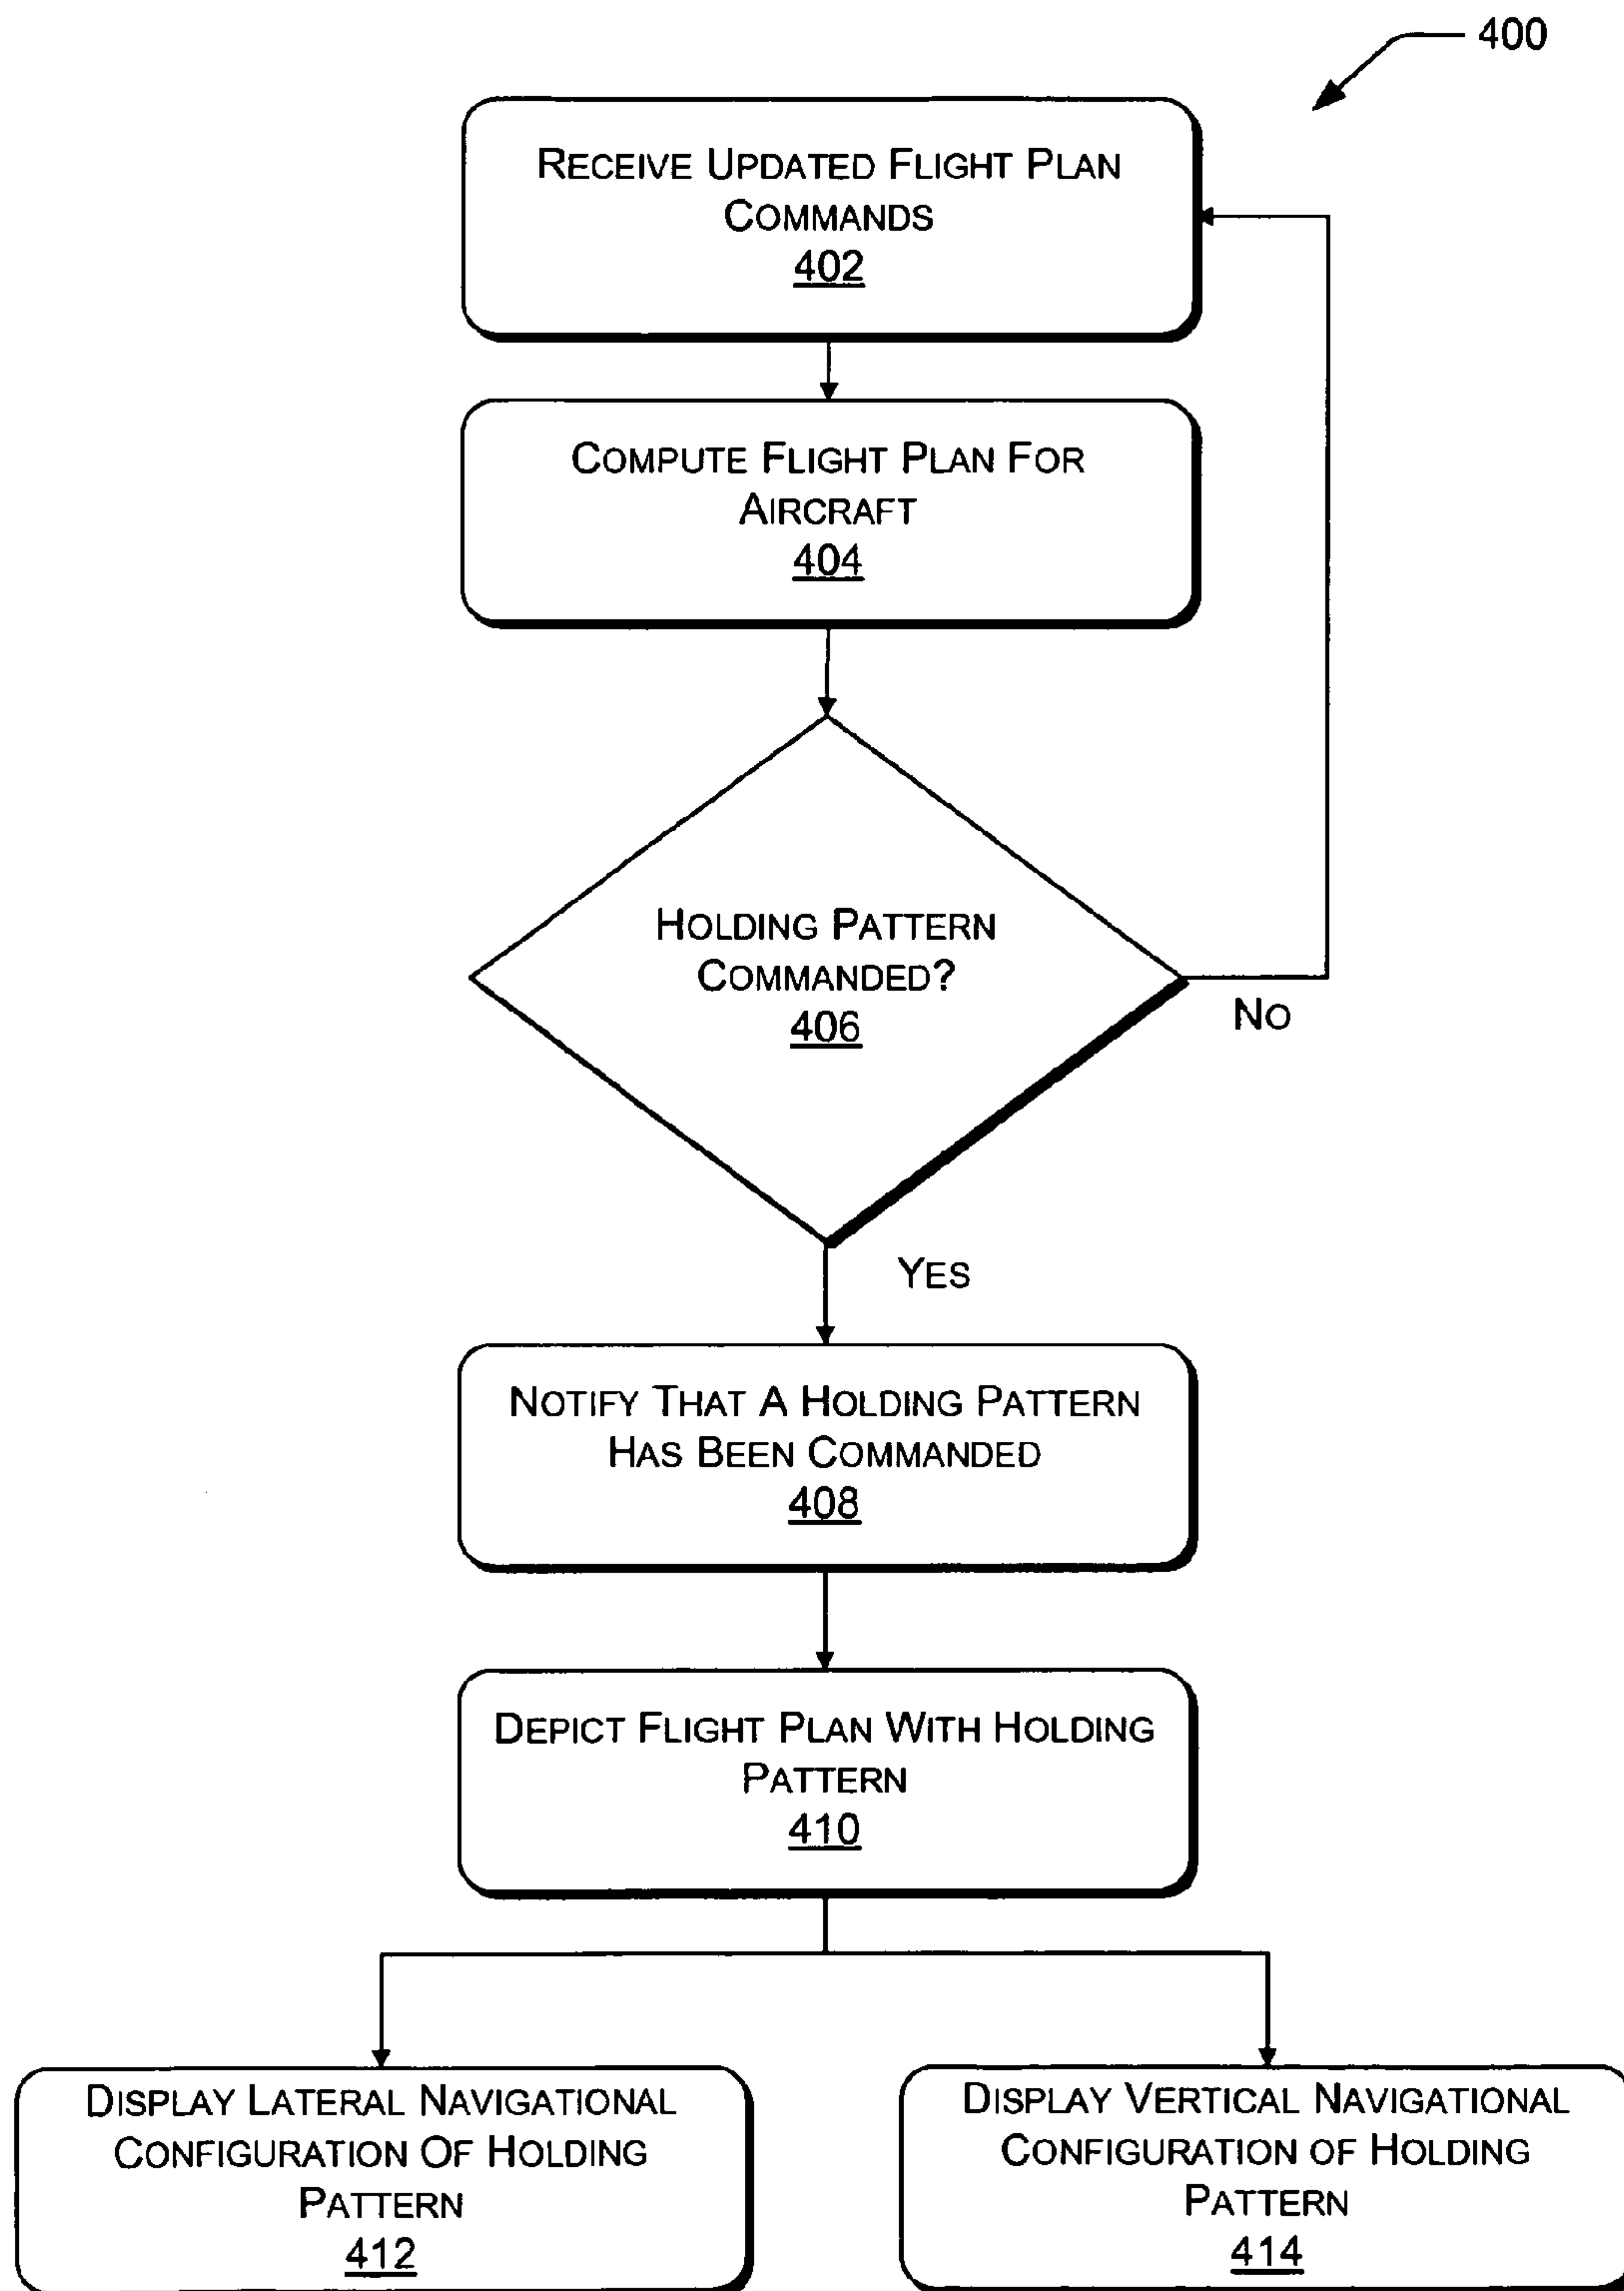 400
RECEIVE UPDATED FLIGHT PLAN
COMMANDS
402
COMPUTE FLIGHT PLAN FOR
AIRCRAFT
404
HOLDING PATTERN
COMMANDED?
406
NO
YES
NOTIFY THAT A HOLDING PATTERN
HAS BEEN COMMANDED
408
DEPICT FLIGHT PLAN WITH HOLDING
PATTERN
410
DISPLAY LATERAL NAVIGATIONAL
CONFIGURATION OF HOLDING
PATTERN
412
DISPLAY VERTICAL NAVIGATIONAL
CONFIGURATION OF HOLDING
PATTERN
414